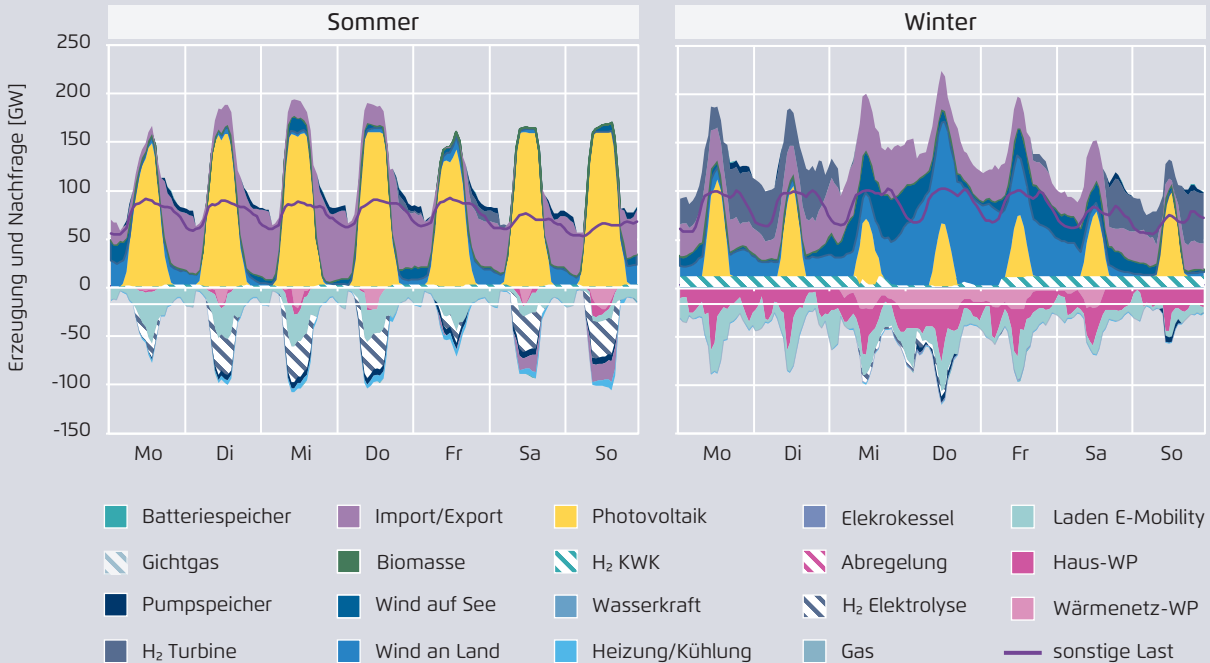 Sommer
Winter
Erzeugung und Nachfrage [GW]
250
200
150
100
50
0
-50
-100
-150
Mo Di Mi Do Fr Sa So
Mo Di Mi Do Fr Sa So
Batteriespeicher Import/Export Photovoltaik Elekrokessel Laden E-Mobility
Gichtgas Biomasse H₂ KWK Abregelung Haus-WP
Pumpspeicher Wind auf See Wasserkraft H₂ Elektrolyse Wärmenetz-WP
H₂ Turbine Wind an Land Heizung/Kühlung Gas sonstige Last